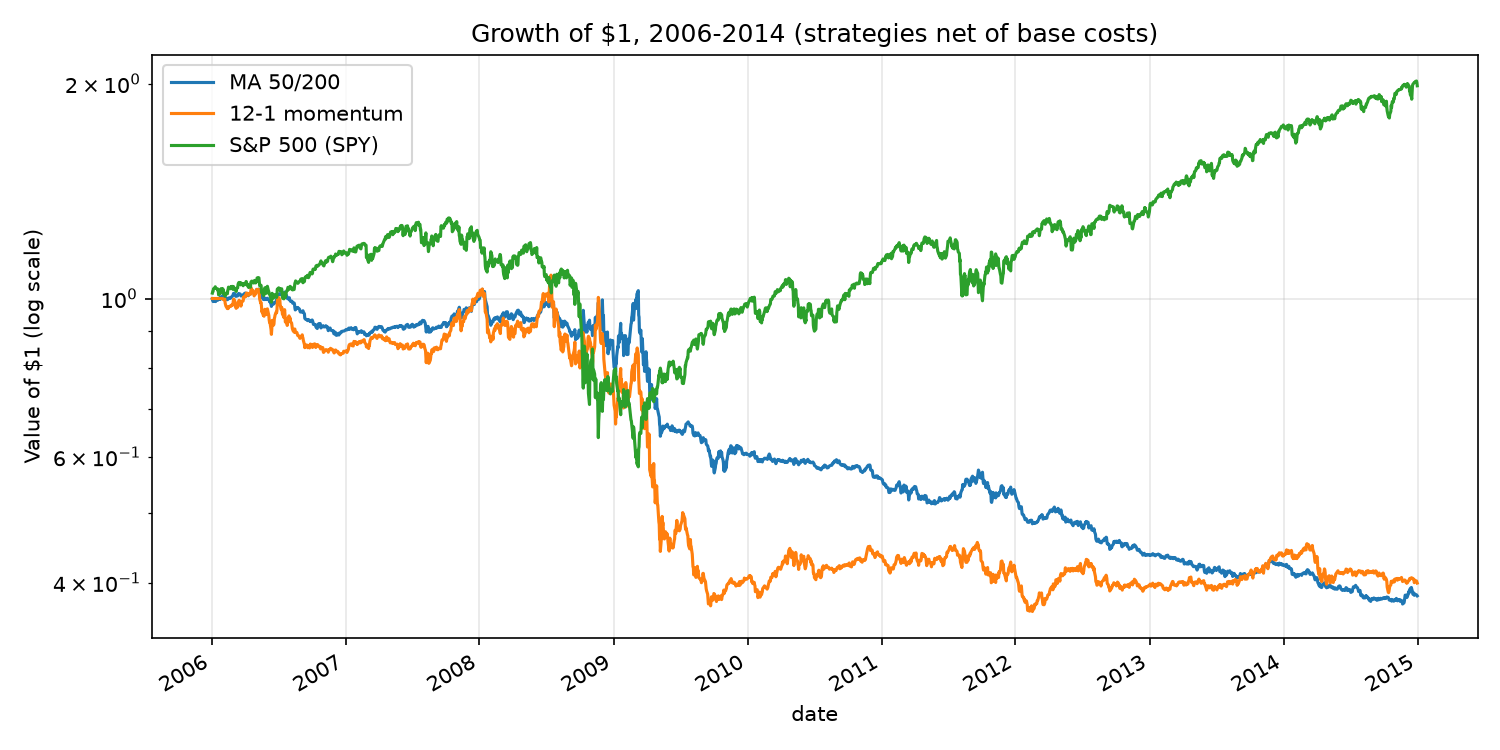 Growth of $1, 2006-2014 (strategies net of base costs)
MA 50/200
12-1 momentum
S&P 500 (SPY)
Value of $1 (log scale)
2 × 10⁰
10⁰
6 × 10⁻¹
4 × 10⁻¹
2006
2007
2008
2009
2010
2011
2012
2013
2014
2015
date